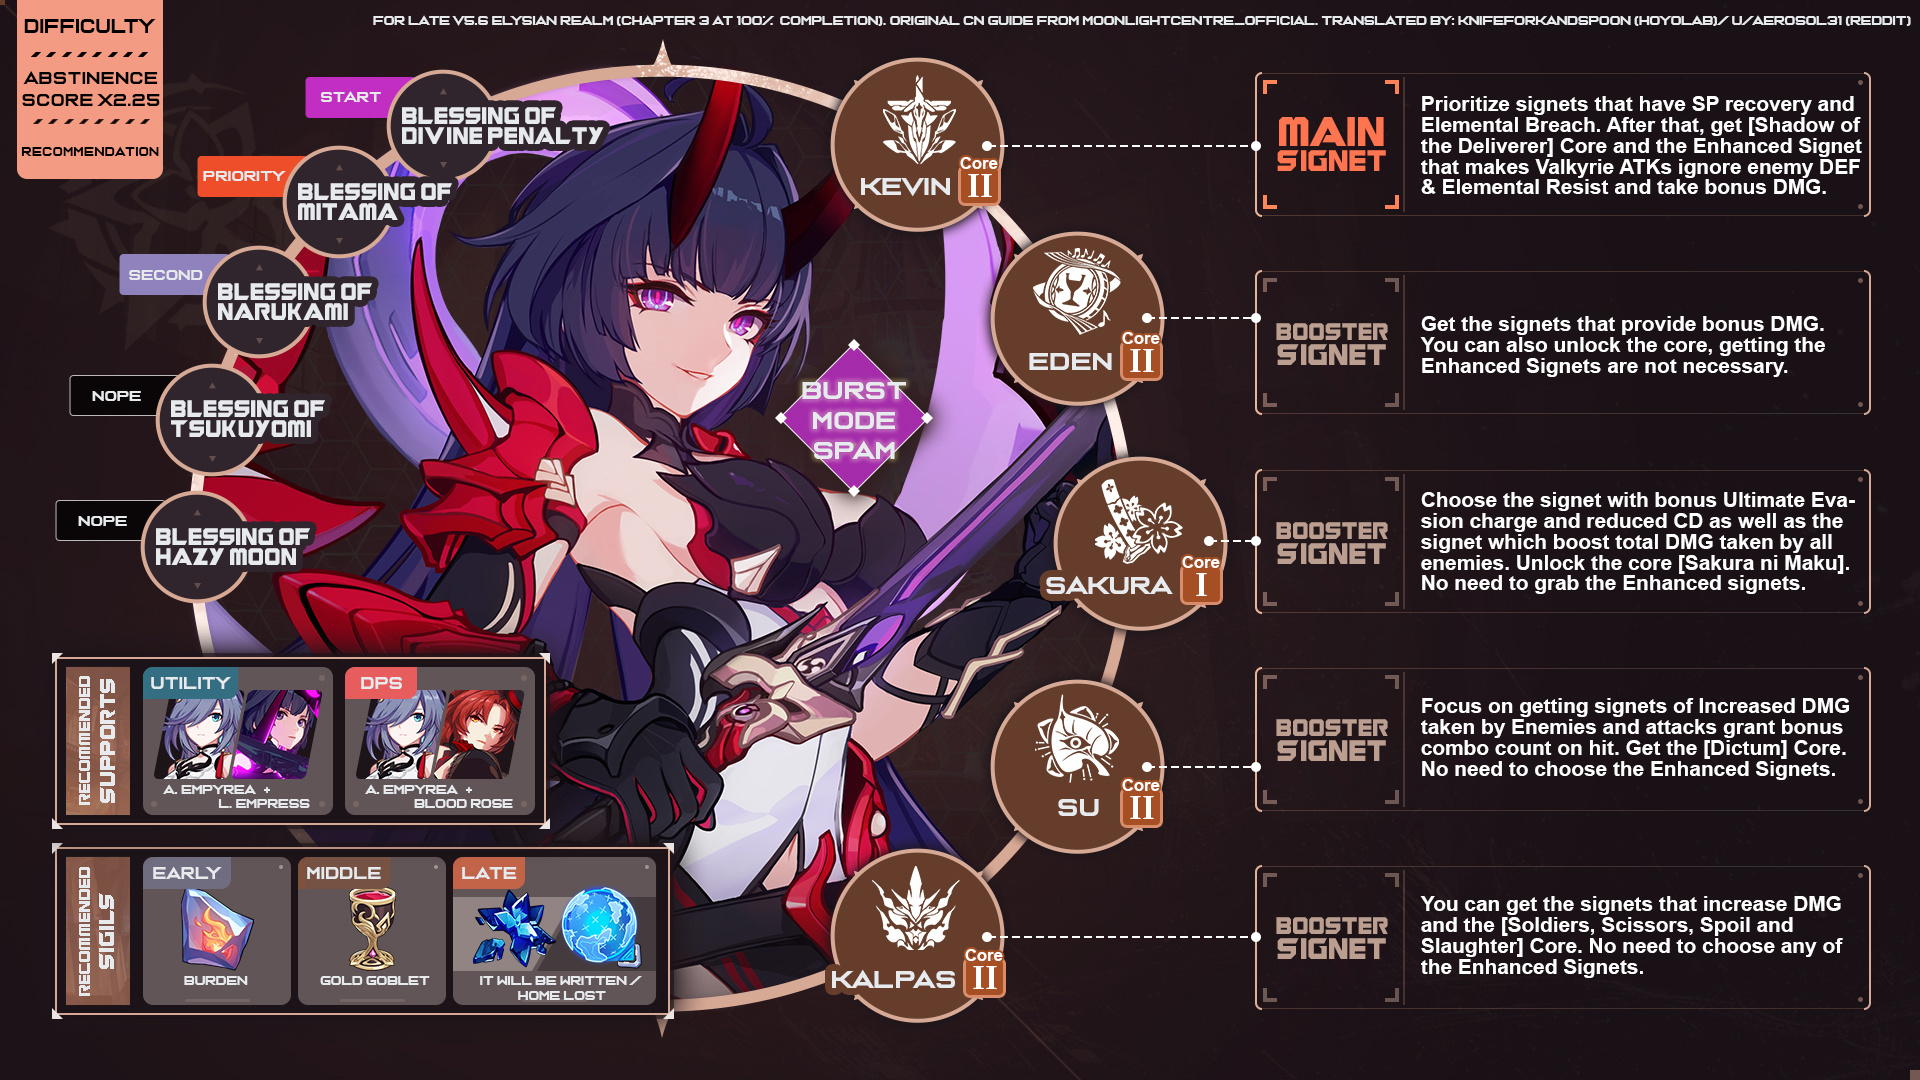 FOR LATE V5.6 ELYSIAN REALM (CHAPTER 3 AT 100% COMPLETION). ORIGINAL CN GUIDE FROM MOONLIGHTCENTRE_OFFICIAL. TRANSLATED BY: KNIFEFORKANDSPOON (HOYOLAB)/ U/AEROSOL31 (REDDIT)
DIFFICULTY
ABSTINENCE
SCORE X2.25
RECOMMENDATION
START
BLESSING OF
DIVINE PENALTY
PRIORITY
BLESSING OF
MITAMA
SECOND
BLESSING OF
NARUKAMI
NOPE
BLESSING OF
TSUKUYOMI
NOPE
BLESSING OF
HAZY MOON
BURST
MODE
SPAM
KEVIN
Core
II
MAIN
SIGNET
Prioritize signets that have SP recovery and
Elemental Breach. After that, get [Shadow of
the Deliverer] Core and the Enhanced Signet
that makes Valkyrie ATKs ignore enemy DEF
& Elemental Resist and take bonus DMG.
EDEN
Core
II
BOOSTER
SIGNET
Get the signets that provide bonus DMG.
You can also unlock the core, getting the
Enhanced Signets are not necessary.
SAKURA
Core
I
BOOSTER
SIGNET
Choose the signet with bonus Ultimate Eva-
sion charge and reduced CD as well as the
signet which boost total DMG taken by all
enemies. Unlock the core [Sakura ni Maku].
No need to grab the Enhanced signets.
SU
Core
II
BOOSTER
SIGNET
Focus on getting signets of Increased DMG
taken by Enemies and attacks grant bonus
combo count on hit. Get the [Dictum] Core.
No need to choose the Enhanced Signets.
KALPAS
Core
II
BOOSTER
SIGNET
You can get the signets that increase DMG
and the [Soldiers, Scissors, Spoil and
Slaughter] Core. No need to choose any of
the Enhanced Signets.
RECOMMENDED
SUPPORTS
UTILITY
A. EMPYREA +
L. EMPRESS
DPS
A. EMPYREA +
BLOOD ROSE
RECOMMENDED
SIGILS
EARLY
BURDEN
MIDDLE
GOLD GOBLET
LATE
IT WILL BE WRITTEN /
HOME LOST